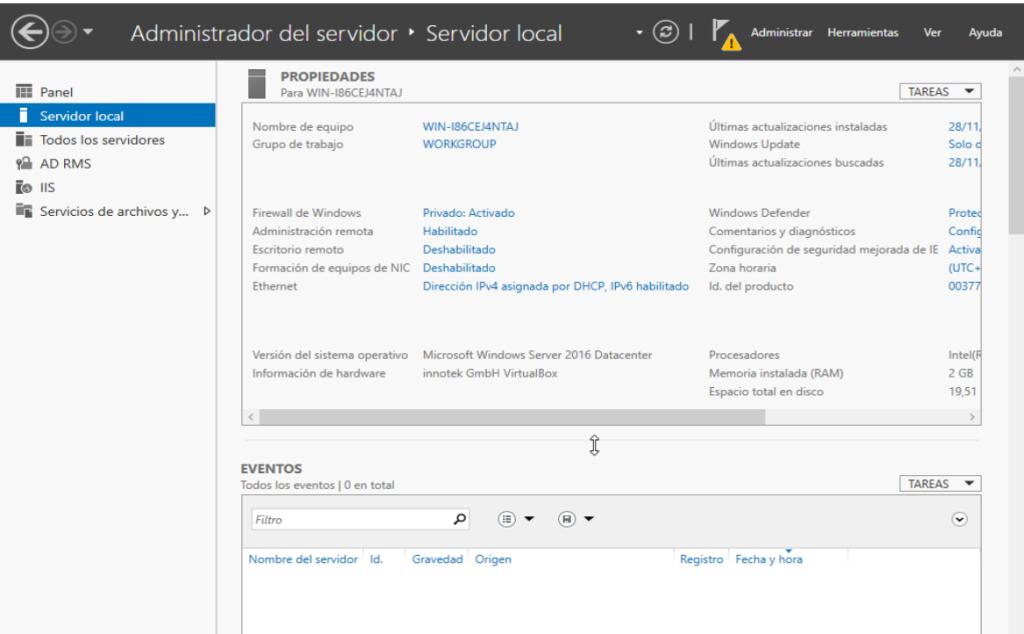 Administrador del servidor ‣ Servidor local
Administrar Herramientas Ver Ayuda
Panel
Servidor local
Todos los servidores
AD RMS
IIS
Servicios de archivos y...
PROPIEDADES
Para WIN-I86CEJ4NTAJ
TAREAS
Nombre de equipo WIN-I86CEJ4NTAJ Últimas actualizaciones instaladas 28/11,
Grupo de trabajo WORKGROUP Windows Update Solo
Últimas actualizaciones buscadas 28/11,
Firewall de Windows Privado: Activado Windows Defender Protec
Administración remota Habilitado Comentarios y diagnósticos Config
Escritorio remoto Deshabilitado Configuración de seguridad mejorada de IE Activa
Formación de equipos de NIC Deshabilitado Zona horaria (UTC+
Ethernet Dirección IPv4 asignada por DHCP, IPv6 habilitado Id. del producto 00377
Versión del sistema operativo Microsoft Windows Server 2016 Datacenter Procesadores Intel(R
Información de hardware innotek GmbH VirtualBox Memoria instalada (RAM) 2 GB
Espacio total en disco 19,51
EVENTOS
Todos los eventos | 0 en total
TAREAS
Filtro
Nombre del servidor Id. Gravedad Origen Registro Fecha y hora